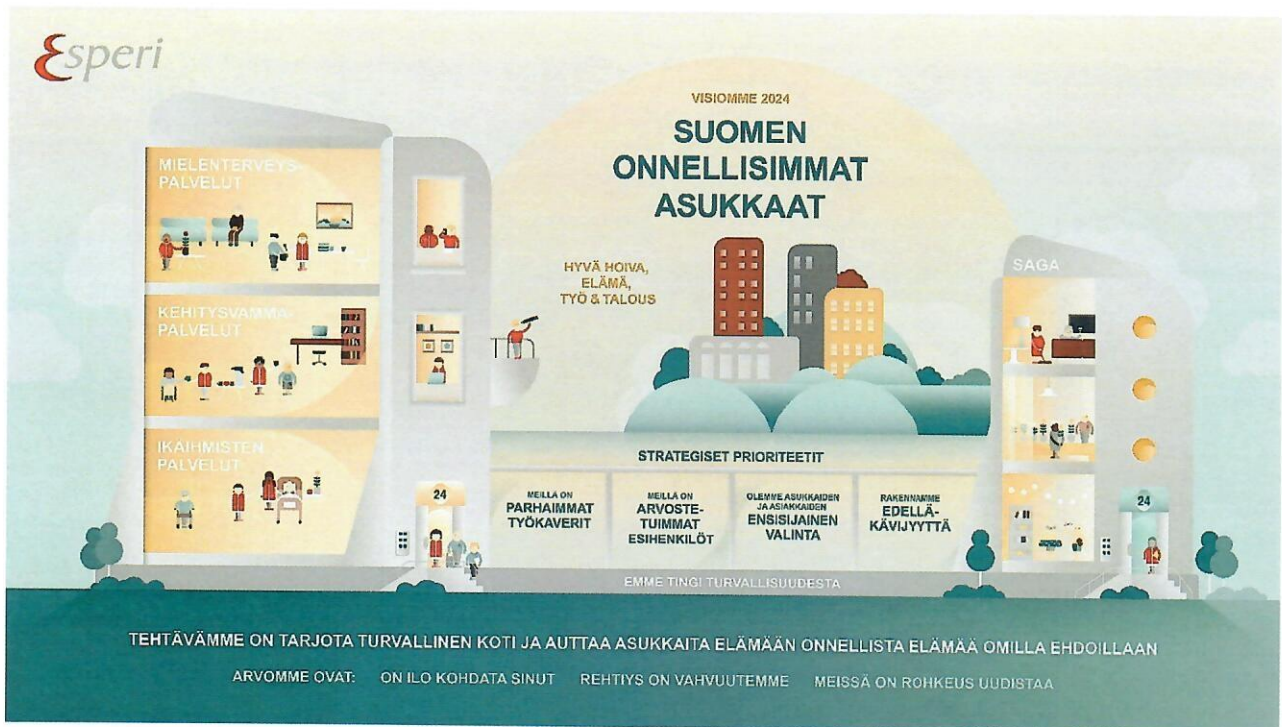 Esperi
VISIOMME 2024
SUOMEN
ONNELLISIMMAT
ASUKKAAT
HYVÄ HOIVA,
ELÄMÄ,
TYÖ & TALOUS
MIELENTERVEYS-
PALVELUT
KEHITYSVAMMA-
PALVELUT
IKÄIHMISTEN
PALVELUT
24
SAGA
24
STRATEGISET PRIORITEETIT
MEILLÄ ON
PARHAIMMAT
TYÖKAVERIT
MEILLÄ ON
ARVOSTE-
TUIMMAT
ESIHENKILÖT
OLEMME ASUKKAIDEN
JA ASIAKKAIDEN
ENSISIJAINEN
VALINTA
RAKENNAMME
EDELLÄ-
KÄVIJYYTTÄ
EMME TINGI TURVALLISUUDESTA
TEHTÄVÄMME ON TARJOTA TURVALLINEN KOTI JA AUTTAA ASUKKAITA ELÄMÄÄN ONNELLISTA ELÄMÄÄ OMILLA EHDOILLAAN
ARVOMME OVAT: ON ILO KOHDATA SINUT REHTIYS ON VAHVUUTEMME MEISSÄ ON ROHKEUS UUDISTAA